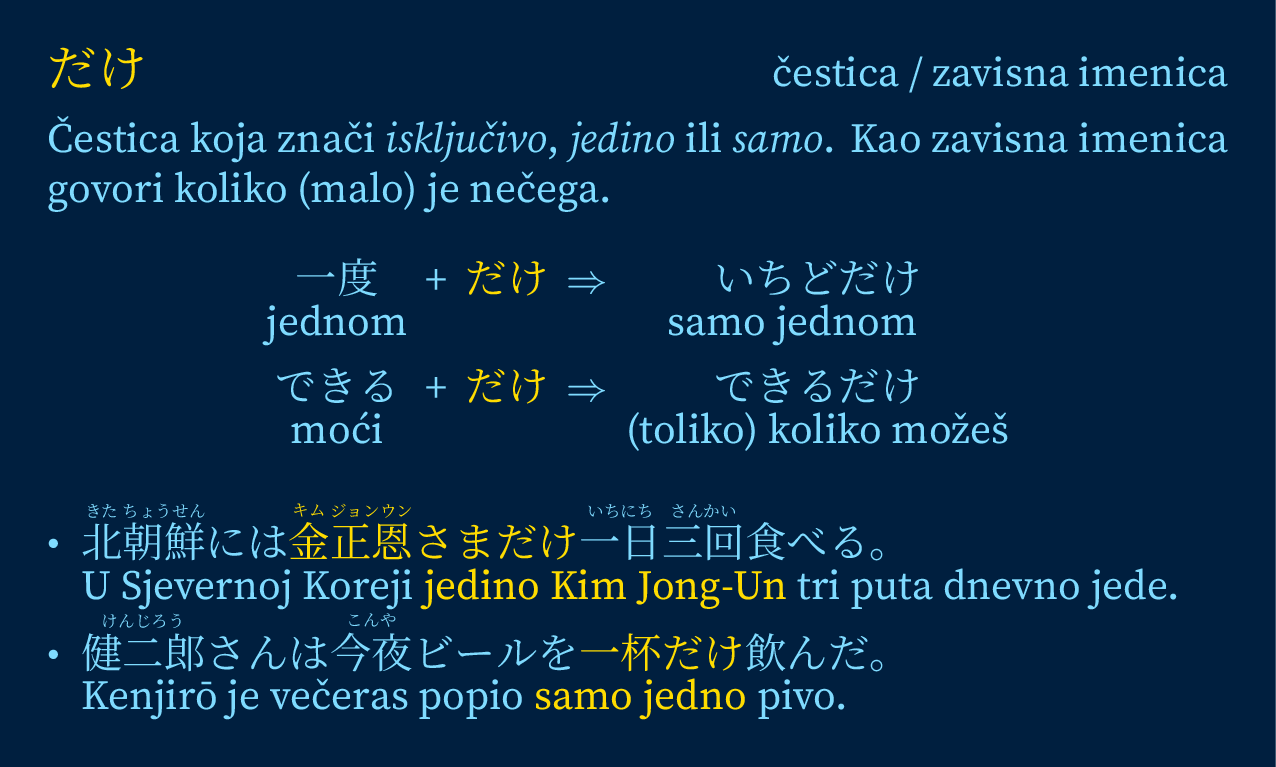 だけ čestica / zavisna imenica
Čestica koja znači isključivo, jedino ili samo. Kao zavisna imenica
govori koliko (malo) je nečega.
一度 + だけ ⇒ いちどだけ
jednom samo jednom
できる + だけ ⇒ できるだけ
moći (toliko) koliko možeš
きた ちょうせん キム ジョンウン いちにち さんかい
• 北朝鮮には金正恩さまだけ一日三回食べる。
U Sjevernoj Koreji jedino Kim Jong-Un tri puta dnevno jede.
けんじろう こんや
• 健二郎さんは今夜ビールを一杯だけ飲んだ。
Kenjirō je večeras popio samo jedno pivo.